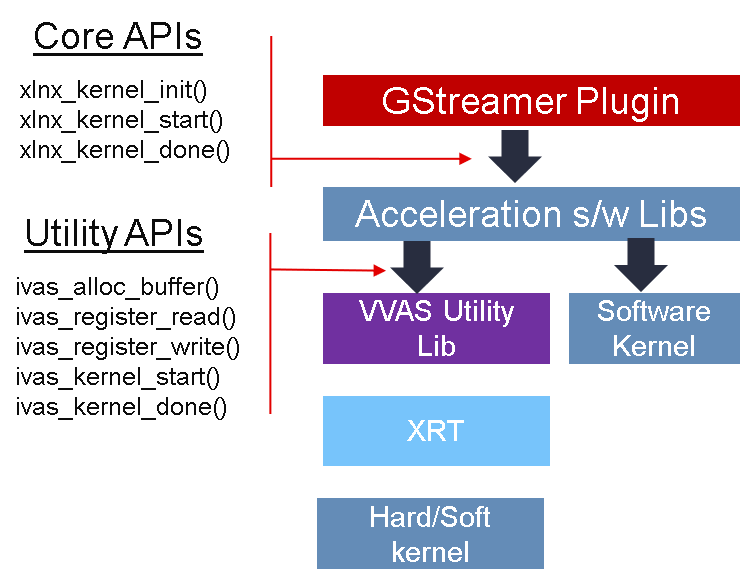 Core APIs
xlnx_kernel_init()
xlnx_kernel_start()
xlnx_kernel_done()
Utility APIs
ivas_alloc_buffer()
ivas_register_read()
ivas_register_write()
ivas_kernel_start()
ivas_kernel_done()
GStreamer Plugin
Acceleration s/w Libs
VVAS Utility
Lib
Software
Kernel
XRT
Hard/Soft
kernel